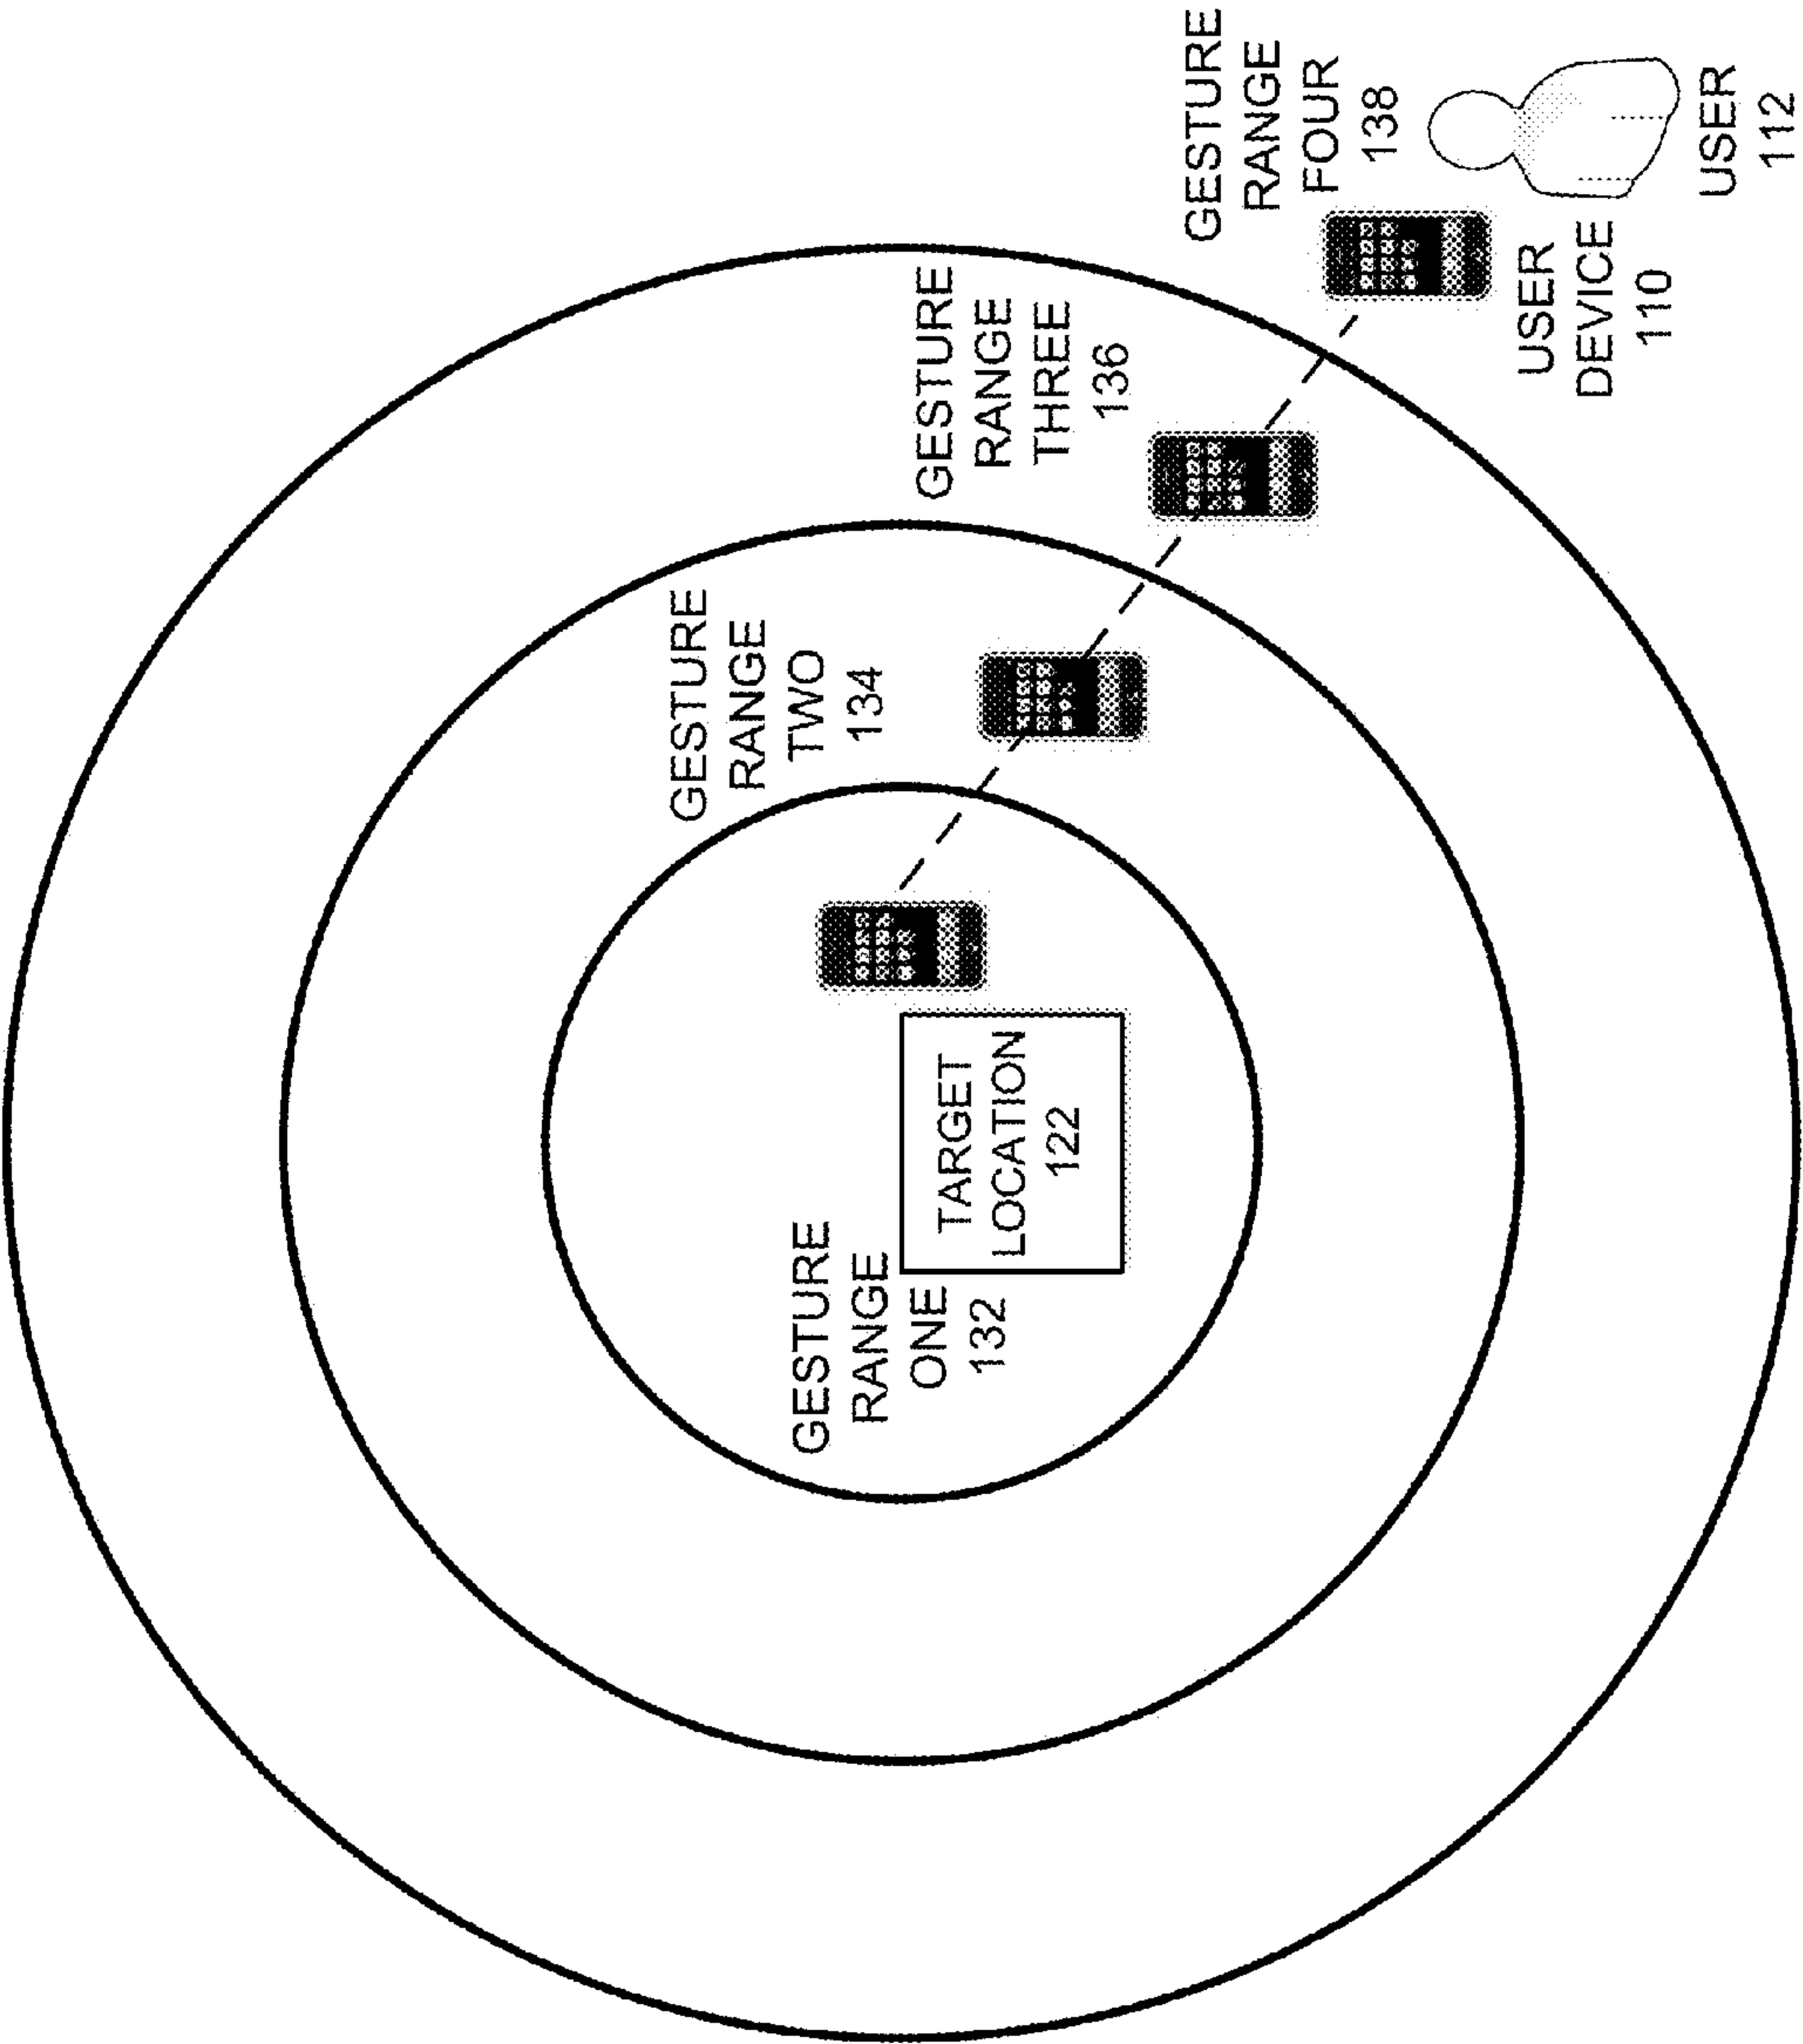 GESTURE
RANGE
ONE
132
TARGET
LOCATION
122
GESTURE
RANGE
TWO
134
GESTURE
RANGE
THREE
136
GESTURE
RANGE
FOUR
138
USER
DEVICE
110
USER
112